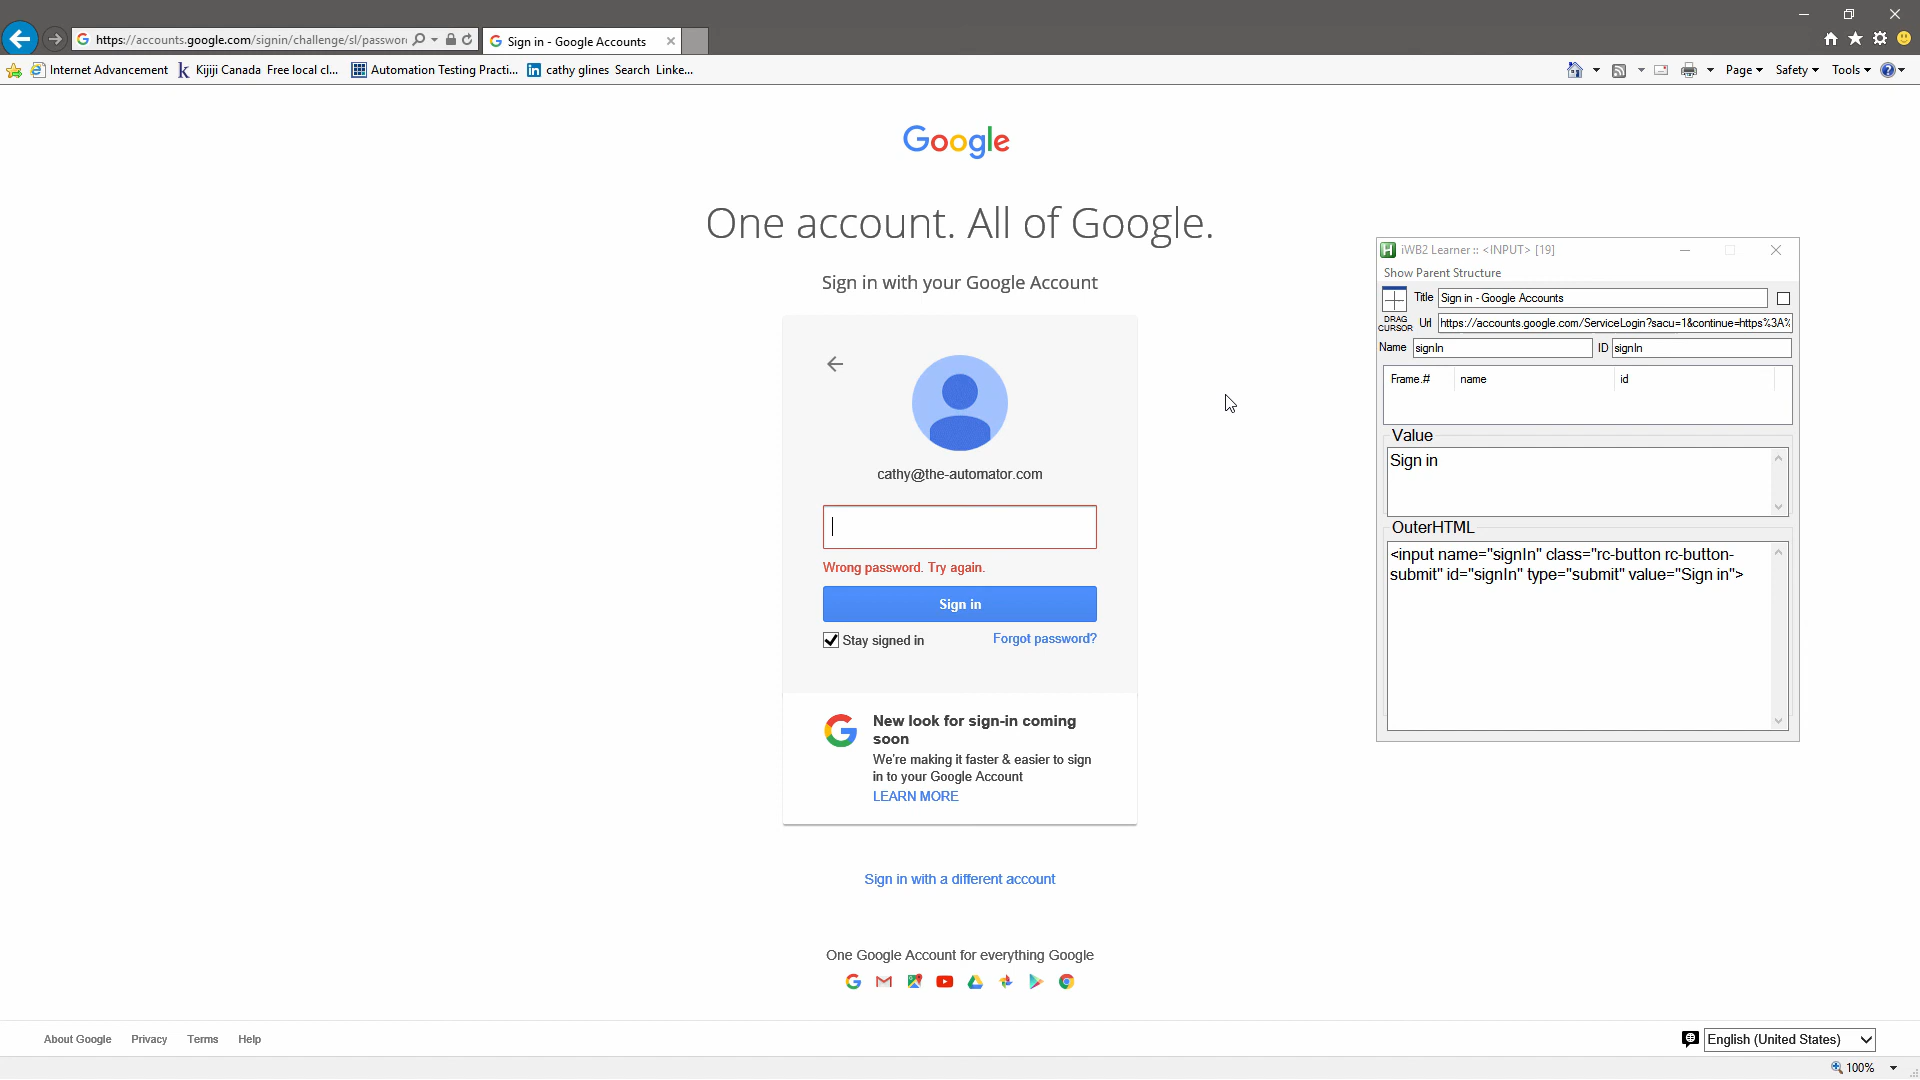 https://accounts.google.com/signin/challenge/sl/passwor
Sign in - Google Accounts
Internet Advancement
Kijiji Canada Free local cl...
Automation Testing Practi...
cathy glines Search Linke...
Page
Safety
Tools
Google
One account. All of Google.
Sign in with your Google Account
cathy@the-automator.com
Wrong password. Try again.
Sign in
Stay signed in
Forgot password?
New look for sign-in coming
soon
We're making it faster & easier to sign
in to your Google Account
LEARN MORE
Sign in with a different account
One Google Account for everything Google
About Google
Privacy
Terms
Help
English (United States)
100%
iWB2 Learner :: <INPUT> [19]
Show Parent Structure
DRAG
CURSOR
Title
Sign in - Google Accounts
Url
https://accounts.google.com/ServiceLogin?sacu=1&continue=https%3A%
Name
signIn
ID
signIn
Frame.#
name
id
Value
Sign in
OuterHTML
<input name="signIn" class="rc-button rc-button-
submit" id="signIn" type="submit" value="Sign in">